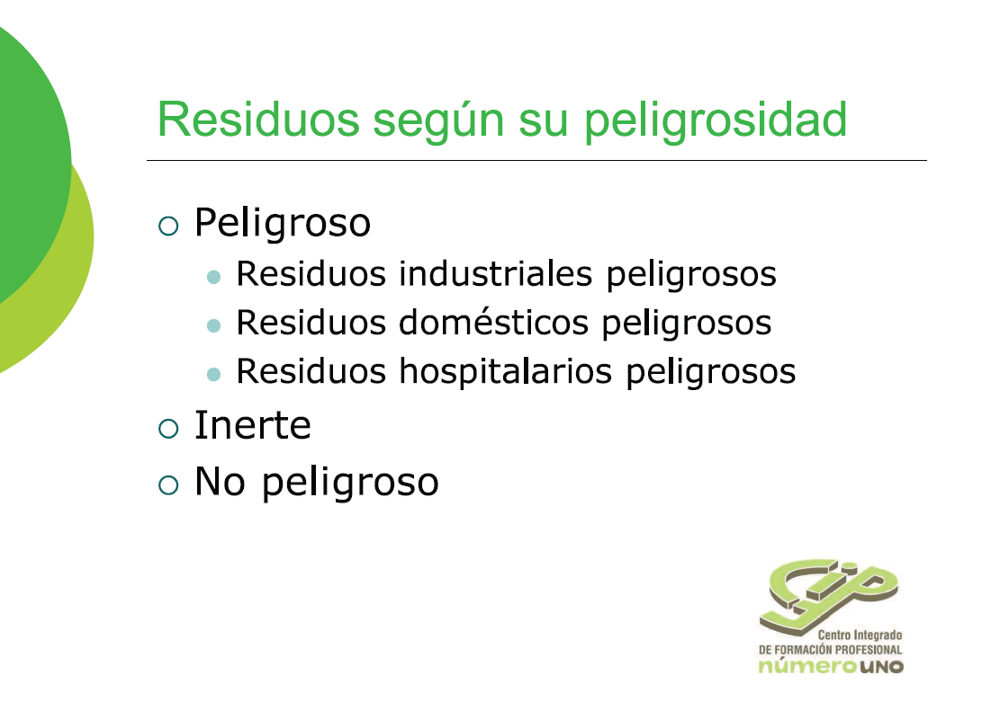 Residuos según su peligrosidad
Peligroso
Residuos industriales peligrosos
Residuos domésticos peligrosos
Residuos hospitalarios peligrosos
Inerte
No peligroso
CiFP
Centro Integrado
DE FORMACIÓN PROFESIONAL
número uno